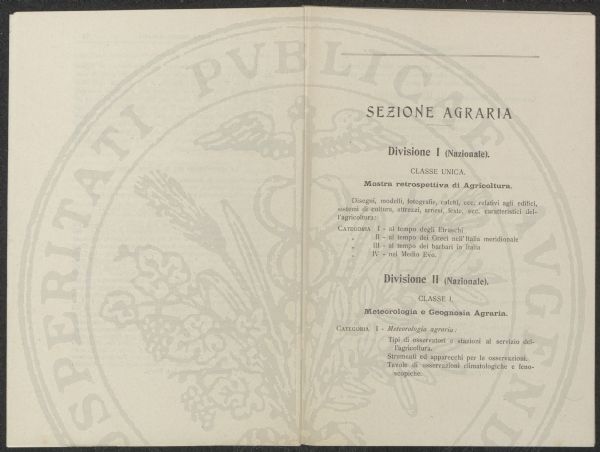 PROSPERITATI PVBLICAE AVGENDAE
SEZIONE AGRARIA
Divisione I (Nazionale).
CLASSE UNICA.
Mostra retrospettiva di Agricoltura.
Disegni, modelli, fotografie, calchi, ecc. relativi agli edifici,
sistemi di cultura, attrezzi, arnesi, feste, ecc. caratteristici del-
l'agricoltura:
CATEGORIA I - al tempo degli Etruschi
„ II - al tempo dei Greci nell'Italia meridionale
„ III - al tempo dei barbari in Italia
„ IV - nel Medio Evo.
Divisione II (Nazionale).
CLASSE I.
Meteorologia e Geognosia Agraria.
CATEGORIA I - Meteorologia agraria:
Tipi di osservatori e stazioni al servizio del-
l'agricoltura.
Strumenti ed apparecchi per le osservazioni.
Tavole di osservazioni climatologiche e feno-
scopiche.